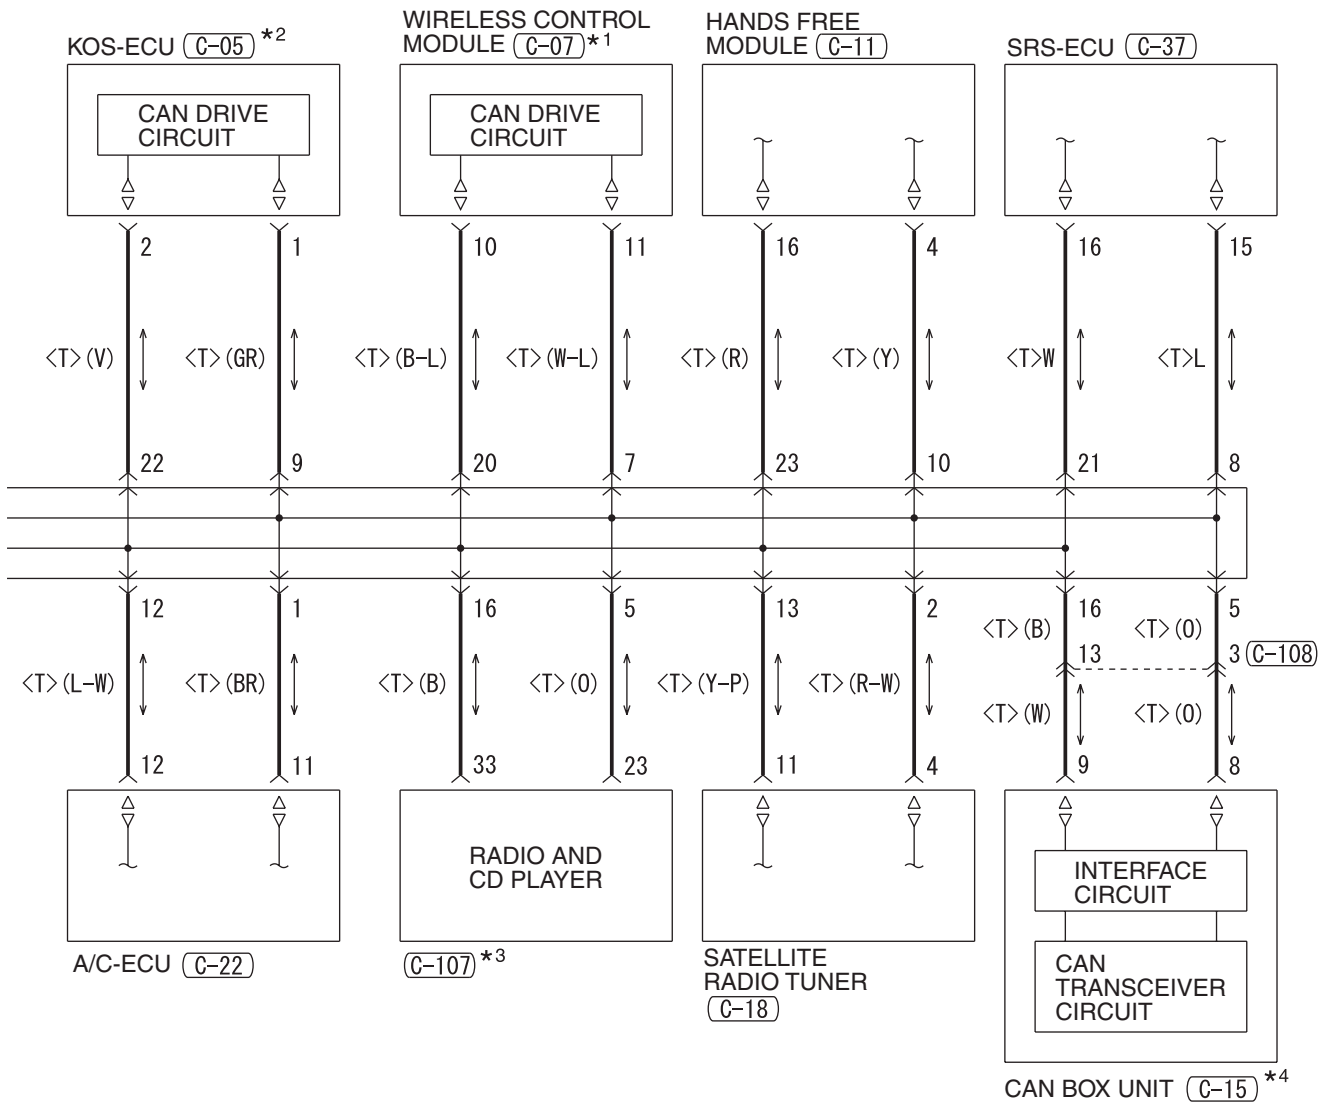 KOS-ECU C-05 *2
WIRELESS CONTROL
MODULE C-07 *1
HANDS FREE
MODULE C-11
SRS-ECU C-37
CAN DRIVE
CIRCUIT
CAN DRIVE
CIRCUIT
2 1 10 11 16 4 16 15
<T>(V) <T>(GR) <T>(B-L) <T>(W-L) <T>(R) <T>(Y) <T>W <T>L
22 9 20 7 23 10 21 8
12 1 16 5 13 2 16 5
<T>(B) <T>(O)
13 3 C-108
<T>(L-W) <T>(BR) <T>(B) <T>(O) <T>(Y-P) <T>(R-W) <T>(W) <T>(O)
12 11 33 23 11 4 9 8
RADIO AND
CD PLAYER
INTERFACE
CIRCUIT
CAN
TRANSCEIVER
CIRCUIT
A/C-ECU C-22
C-107 *3
SATELLITE
RADIO TUNER
C-18
CAN BOX UNIT C-15 *4